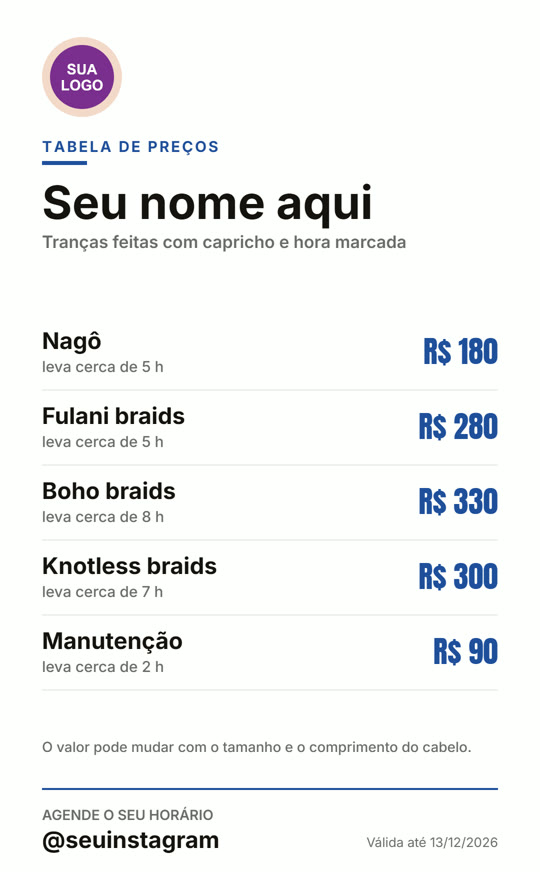 SUA
LOGO
TABELA DE PREÇOS
Seu nome aqui
Tranças feitas com capricho e hora marcada
Nagô
leva cerca de 5 h
R$ 180
Fulani braids
leva cerca de 5 h
R$ 280
Boho braids
leva cerca de 8 h
R$ 330
Knotless braids
leva cerca de 7 h
R$ 300
Manutenção
leva cerca de 2 h
R$ 90
O valor pode mudar com o tamanho e o comprimento do cabelo.
AGENDE O SEU HORÁRIO
@seuinstagram
Válida até 13/12/2026